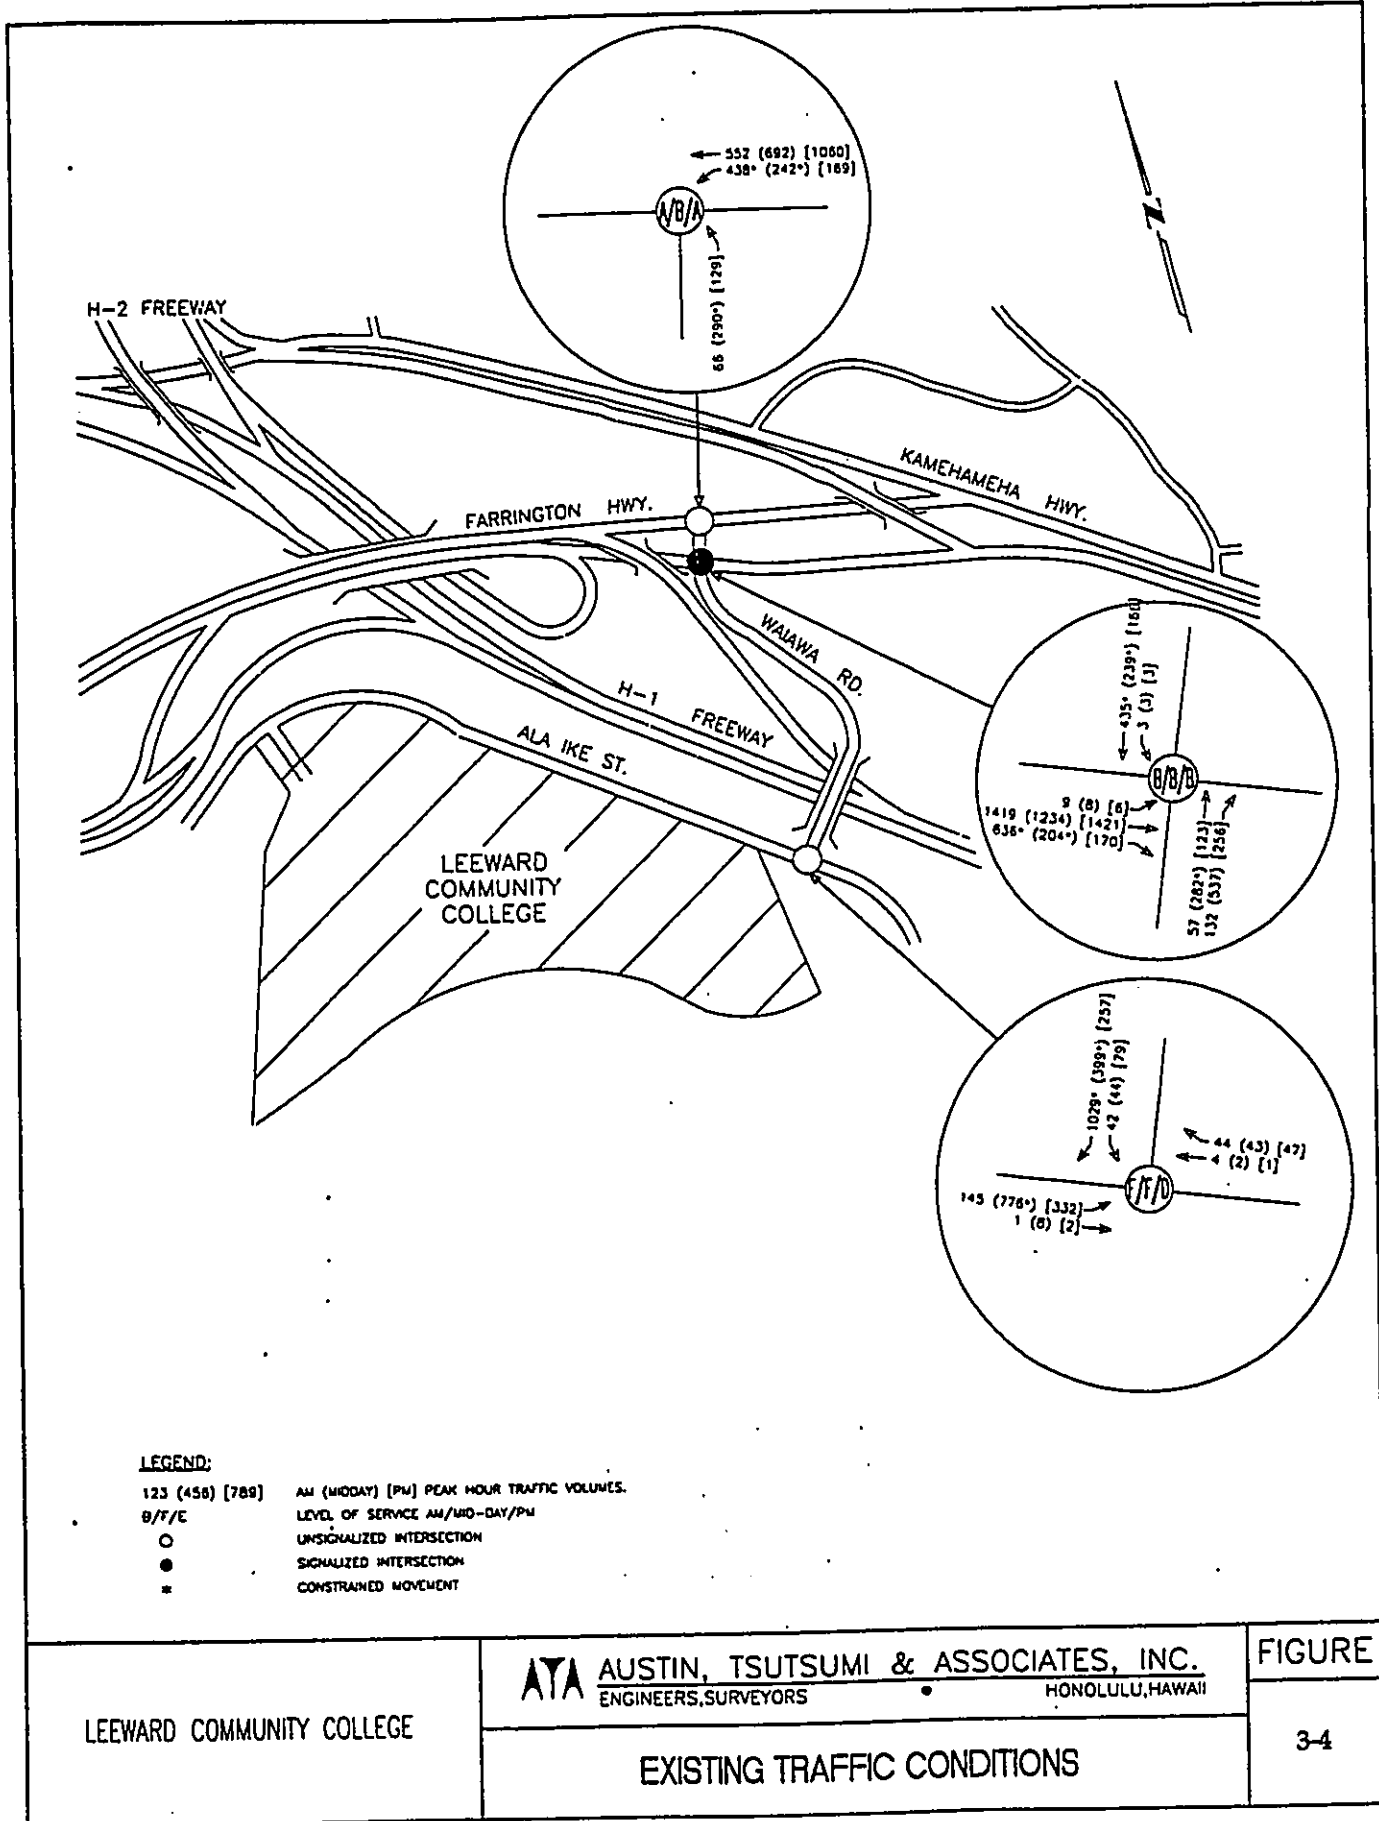 552 (692) [1060]
438* (242*) [169]
A/B/A
66 (290*) [129]
N
H-2 FREEWAY
KAMEHAMEHA HWY.
FARRINGTON HWY.
WAIAWA RD.
H-1 FREEWAY
ALA IKE ST.
LEEWARD
COMMUNITY
COLLEGE
435* (239*)
3 (3) [3]
B/B/B
9 (8) [6]
1419 (1234) [1421]
636* (204*) [170]
57 (282*) [123]
132 (537) [256]
1029* (399*) [257]
42 (44) [79]
44 (43) [47]
4 (2) [1]
F/F/D
145 (776*) [332]
1 (6) [2]
LEGEND:
123 (456) [789] AM (MIDDAY) [PM] PEAK HOUR TRAFFIC VOLUMES.
B/F/E LEVEL OF SERVICE AM/MID-DAY/PM
UNSIGNALIZED INTERSECTION
SIGNALIZED INTERSECTION
* CONSTRAINED MOVEMENT
LEEWARD COMMUNITY COLLEGE
ATA AUSTIN, TSUTSUMI & ASSOCIATES, INC.
ENGINEERS, SURVEYORS HONOLULU, HAWAII
EXISTING TRAFFIC CONDITIONS
FIGURE
3-4